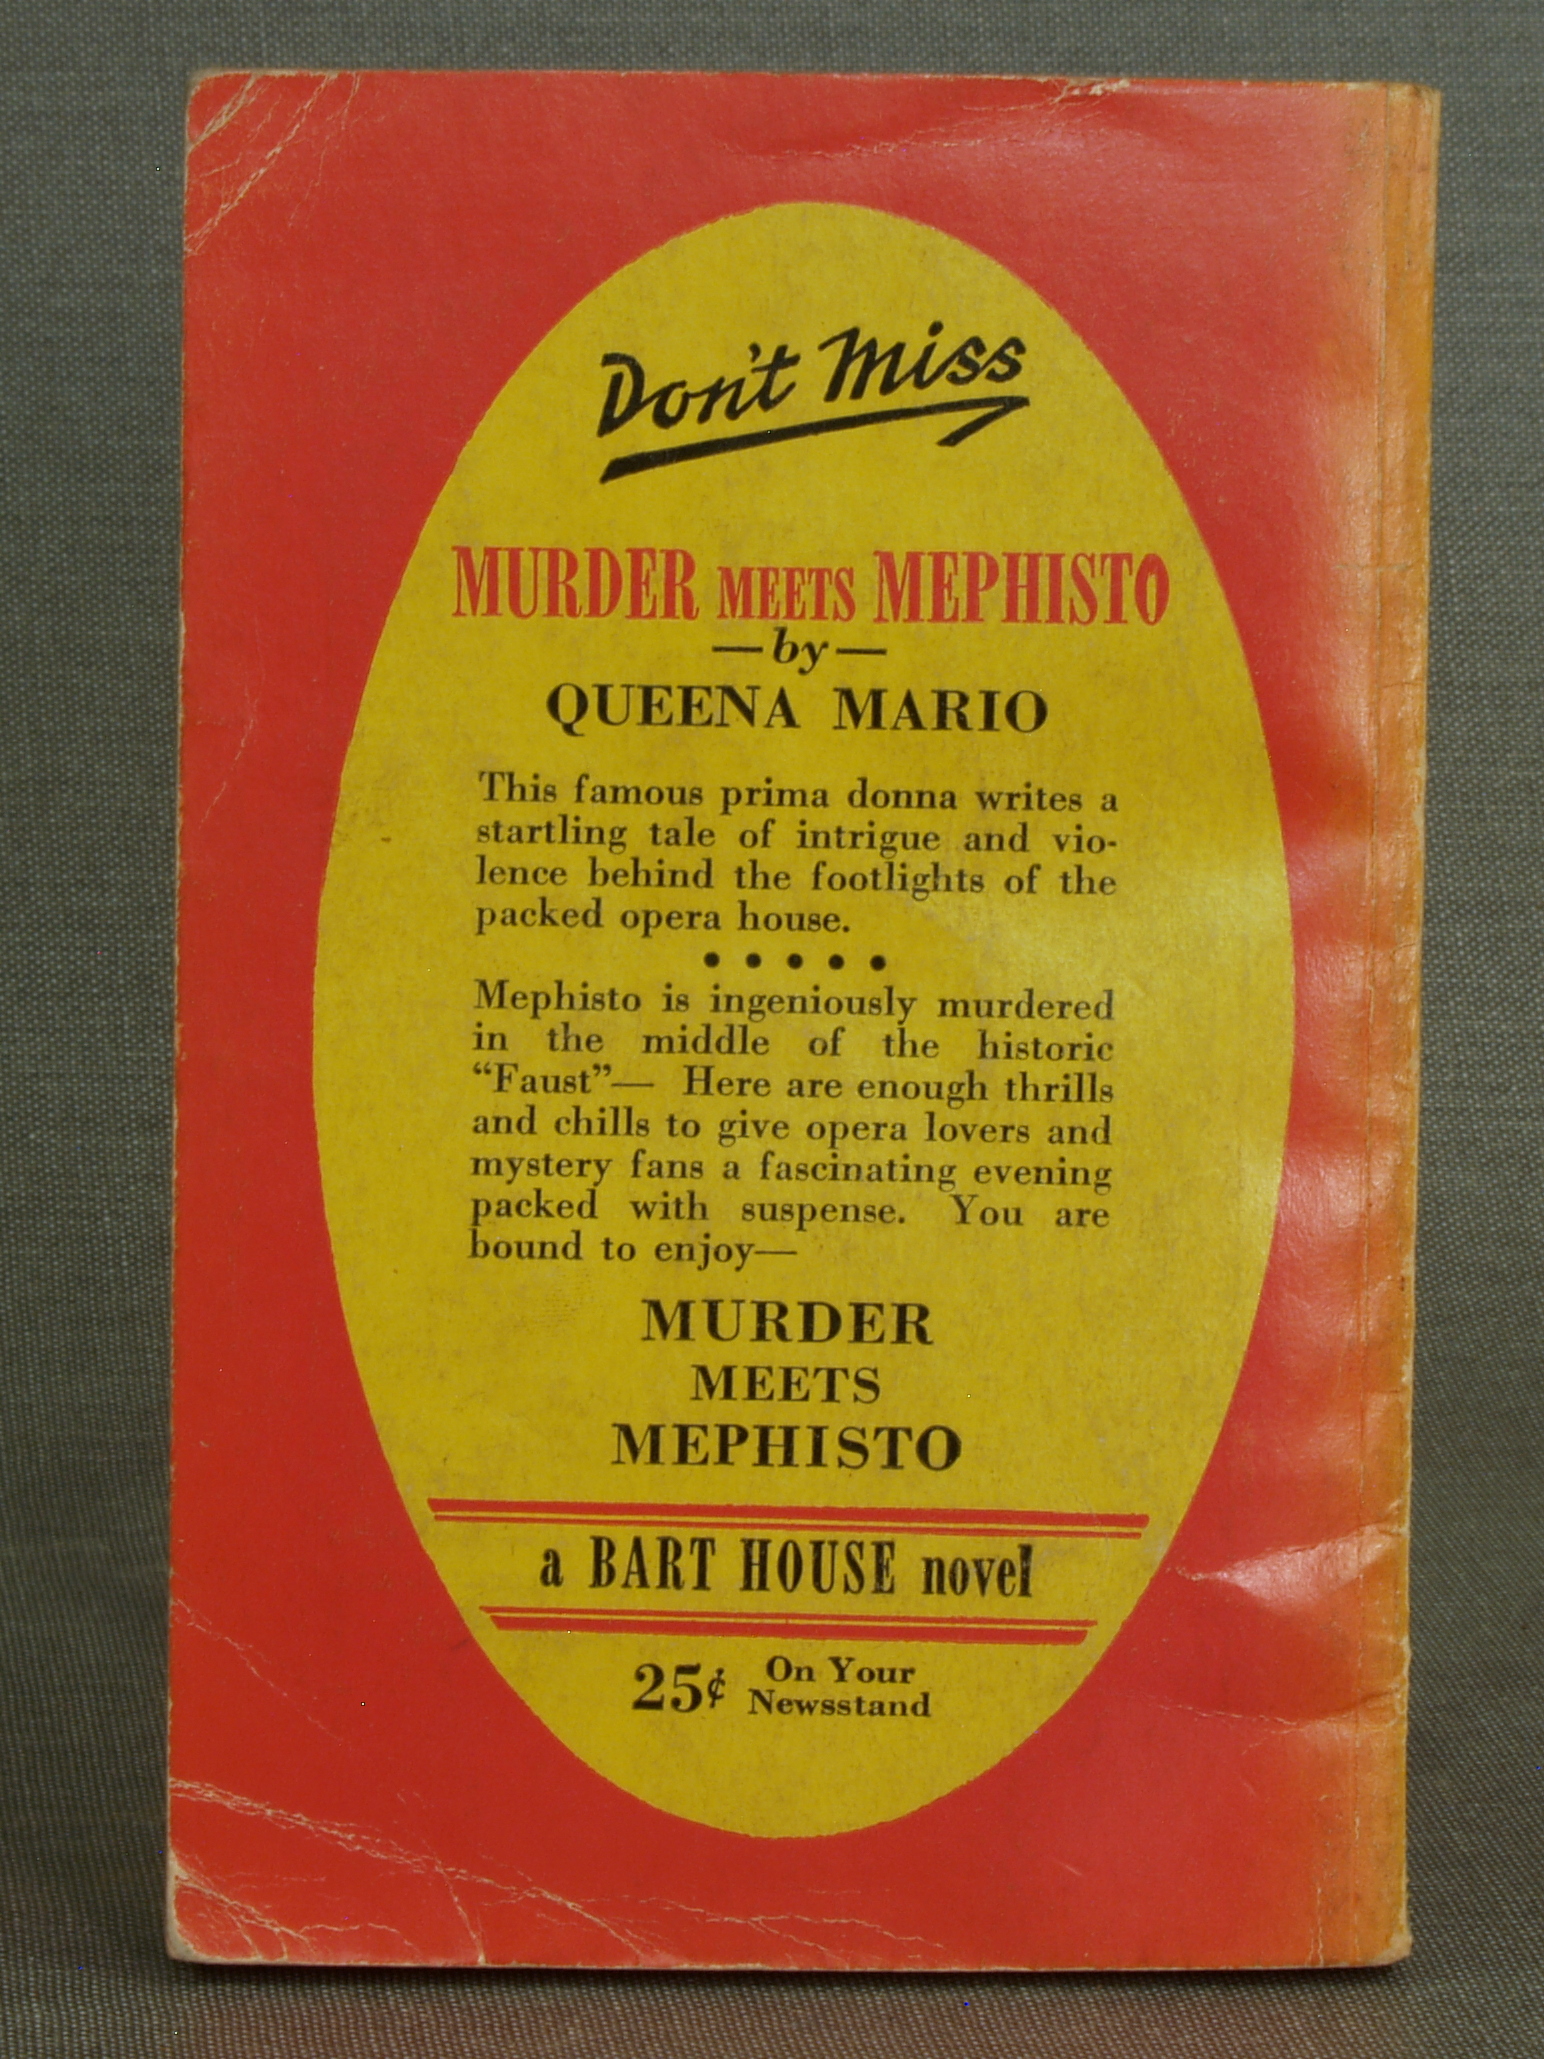 Don't Miss
MURDER MEETS MEPHISTO
—by—
QUEENA MARIO
This famous prima donna writes a
startling tale of intrigue and vio-
lence behind the footlights of the
packed opera house.
• • • • •
Mephisto is ingeniously murdered
in the middle of the historic
“Faust”— Here are enough thrills
and chills to give opera lovers and
mystery fans a fascinating evening
packed with suspense. You are
bound to enjoy—
MURDER
MEETS
MEPHISTO
a BART HOUSE novel
25¢ On Your
Newsstand